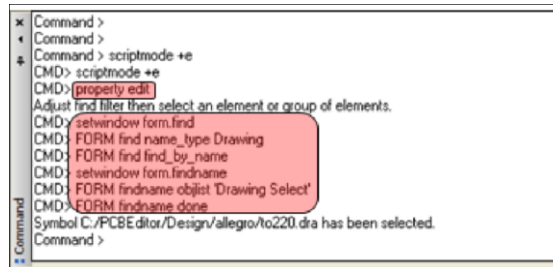 Command >
Command >
Command > scriptmode +e
CMD> scriptmode +e
CMD> property edit
Adjust find filter then select an element or group of elements.
CMD> setwindow form.find
CMD> FORM find name_type Drawing
CMD> FORM find find_by_name
CMD> setwindow form.findname
CMD> FORM findname objlist 'Drawing Select'
CMD> FORM findname done
Symbol C:/PCBEditor/Design/allegro/to220.dra has been selected.
Command >
Command